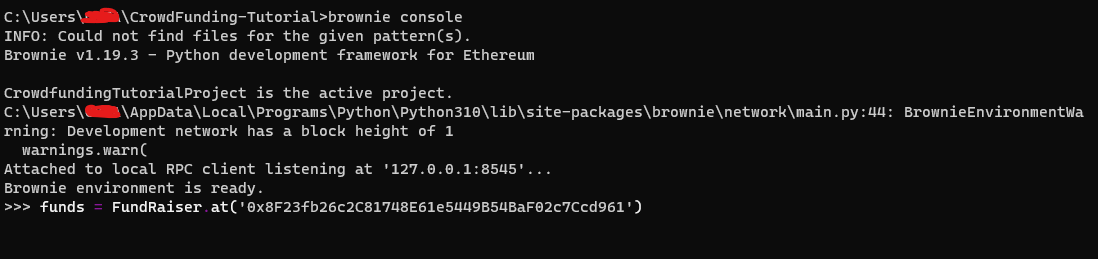 C:\Users\ \CrowdFunding-Tutorial>brownie console
INFO: Could not find files for the given pattern(s).
Brownie v1.19.3 - Python development framework for Ethereum
CrowdfundingTutorialProject is the active project.
C:\Users\ \AppData\Local\Programs\Python\Python310\lib\site-packages\brownie\network\main.py:44: BrownieEnvironmentWa
rning: Development network has a block height of 1
warnings.warn(
Attached to local RPC client listening at '127.0.0.1:8545'...
Brownie environment is ready.
>>> funds = FundRaiser.at('0x8F23fb26c2C81748E61e5449B54BaF02c7Ccd961')